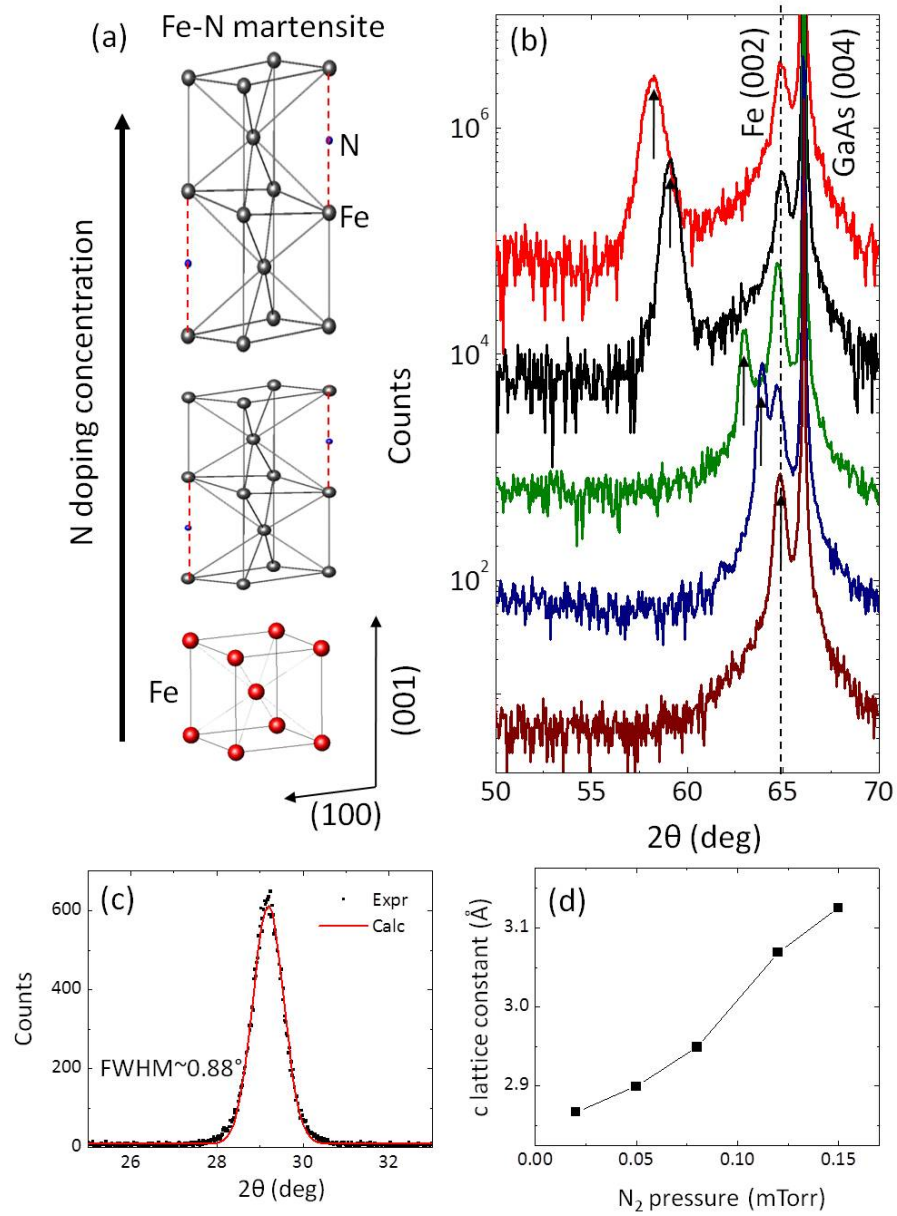 (a)
Fe-N martensite
N
Fe
N doping concentration
Fe
(001)
(100)
(b)
Fe (002)
GaAs (004)
10⁶
10⁴
10²
Counts
50 55 60 65 70
2θ (deg)
(c)
Expr
Calc
600
400
200
0
Counts
FWHM~0.88°
26 28 30 32
2θ (deg)
(d)
3.1
3.0
2.9
c lattice constant (Å)
0.00 0.05 0.10 0.15
N₂ pressure (mTorr)